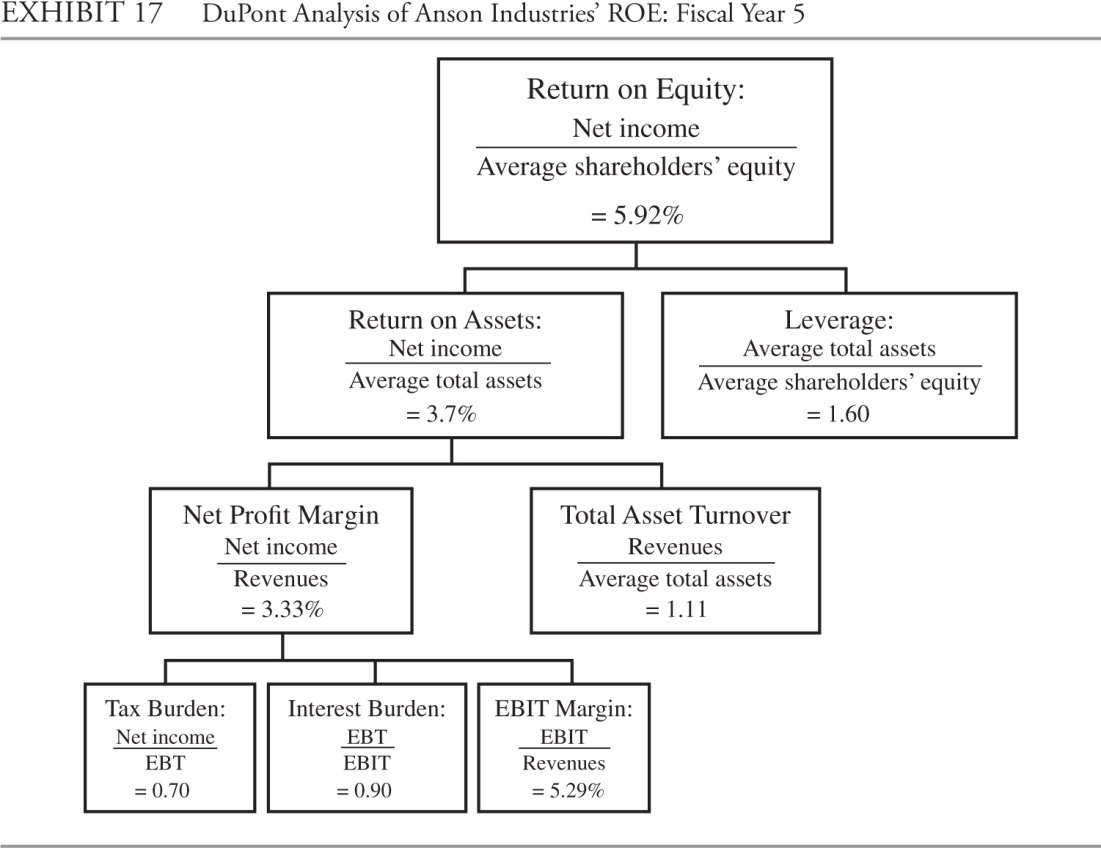 EXHIBIT 17 DuPont Analysis of Anson Industries’ ROE: Fiscal Year 5
Return on Equity:
Net income
Average shareholders’ equity
= 5.92%
Return on Assets:
Net income
Average total assets
= 3.7%
Leverage:
Average total assets
Average shareholders’ equity
= 1.60
Net Profit Margin
Net income
Revenues
= 3.33%
Total Asset Turnover
Revenues
Average total assets
= 1.11
Tax Burden:
Net income
EBT
= 0.70
Interest Burden:
EBT
EBIT
= 0.90
EBIT Margin:
EBIT
Revenues
= 5.29%